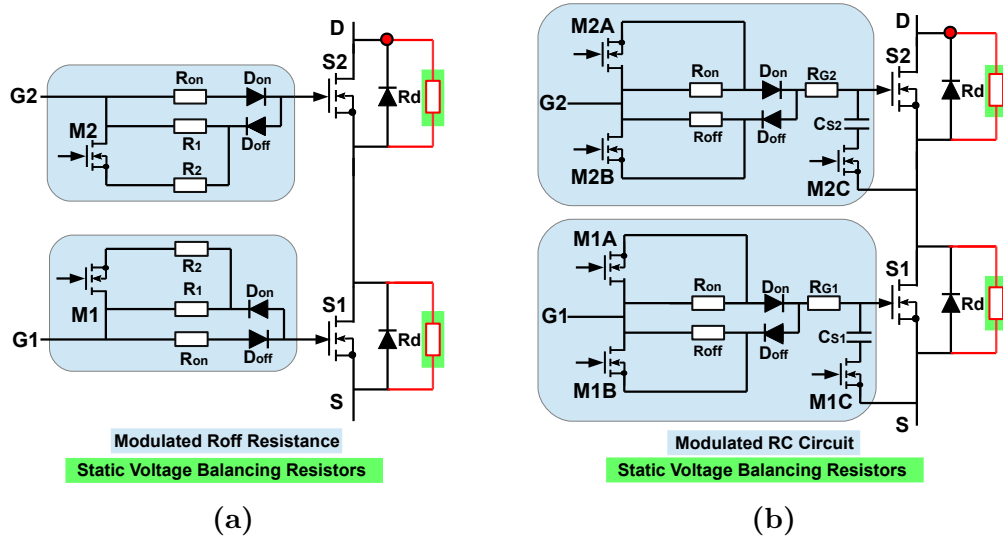 D
S2
Ron
Don
G2
Rd
M2
R1
Doff
R2
R2
M1
R1
Don
S1
G1
Ron
Doff
Rd
S
Modulated Roff Resistance
Static Voltage Balancing Resistors
(a)
M2A
D
S2
Ron
Don
RG2
G2
Rd
Roff
Doff
CS2
M2B
M2C
M1A
S1
Ron
Don
RG1
G1
Rd
Roff
Doff
CS1
M1B
M1C
S
Modulated RC Circuit
Static Voltage Balancing Resistors
(b)